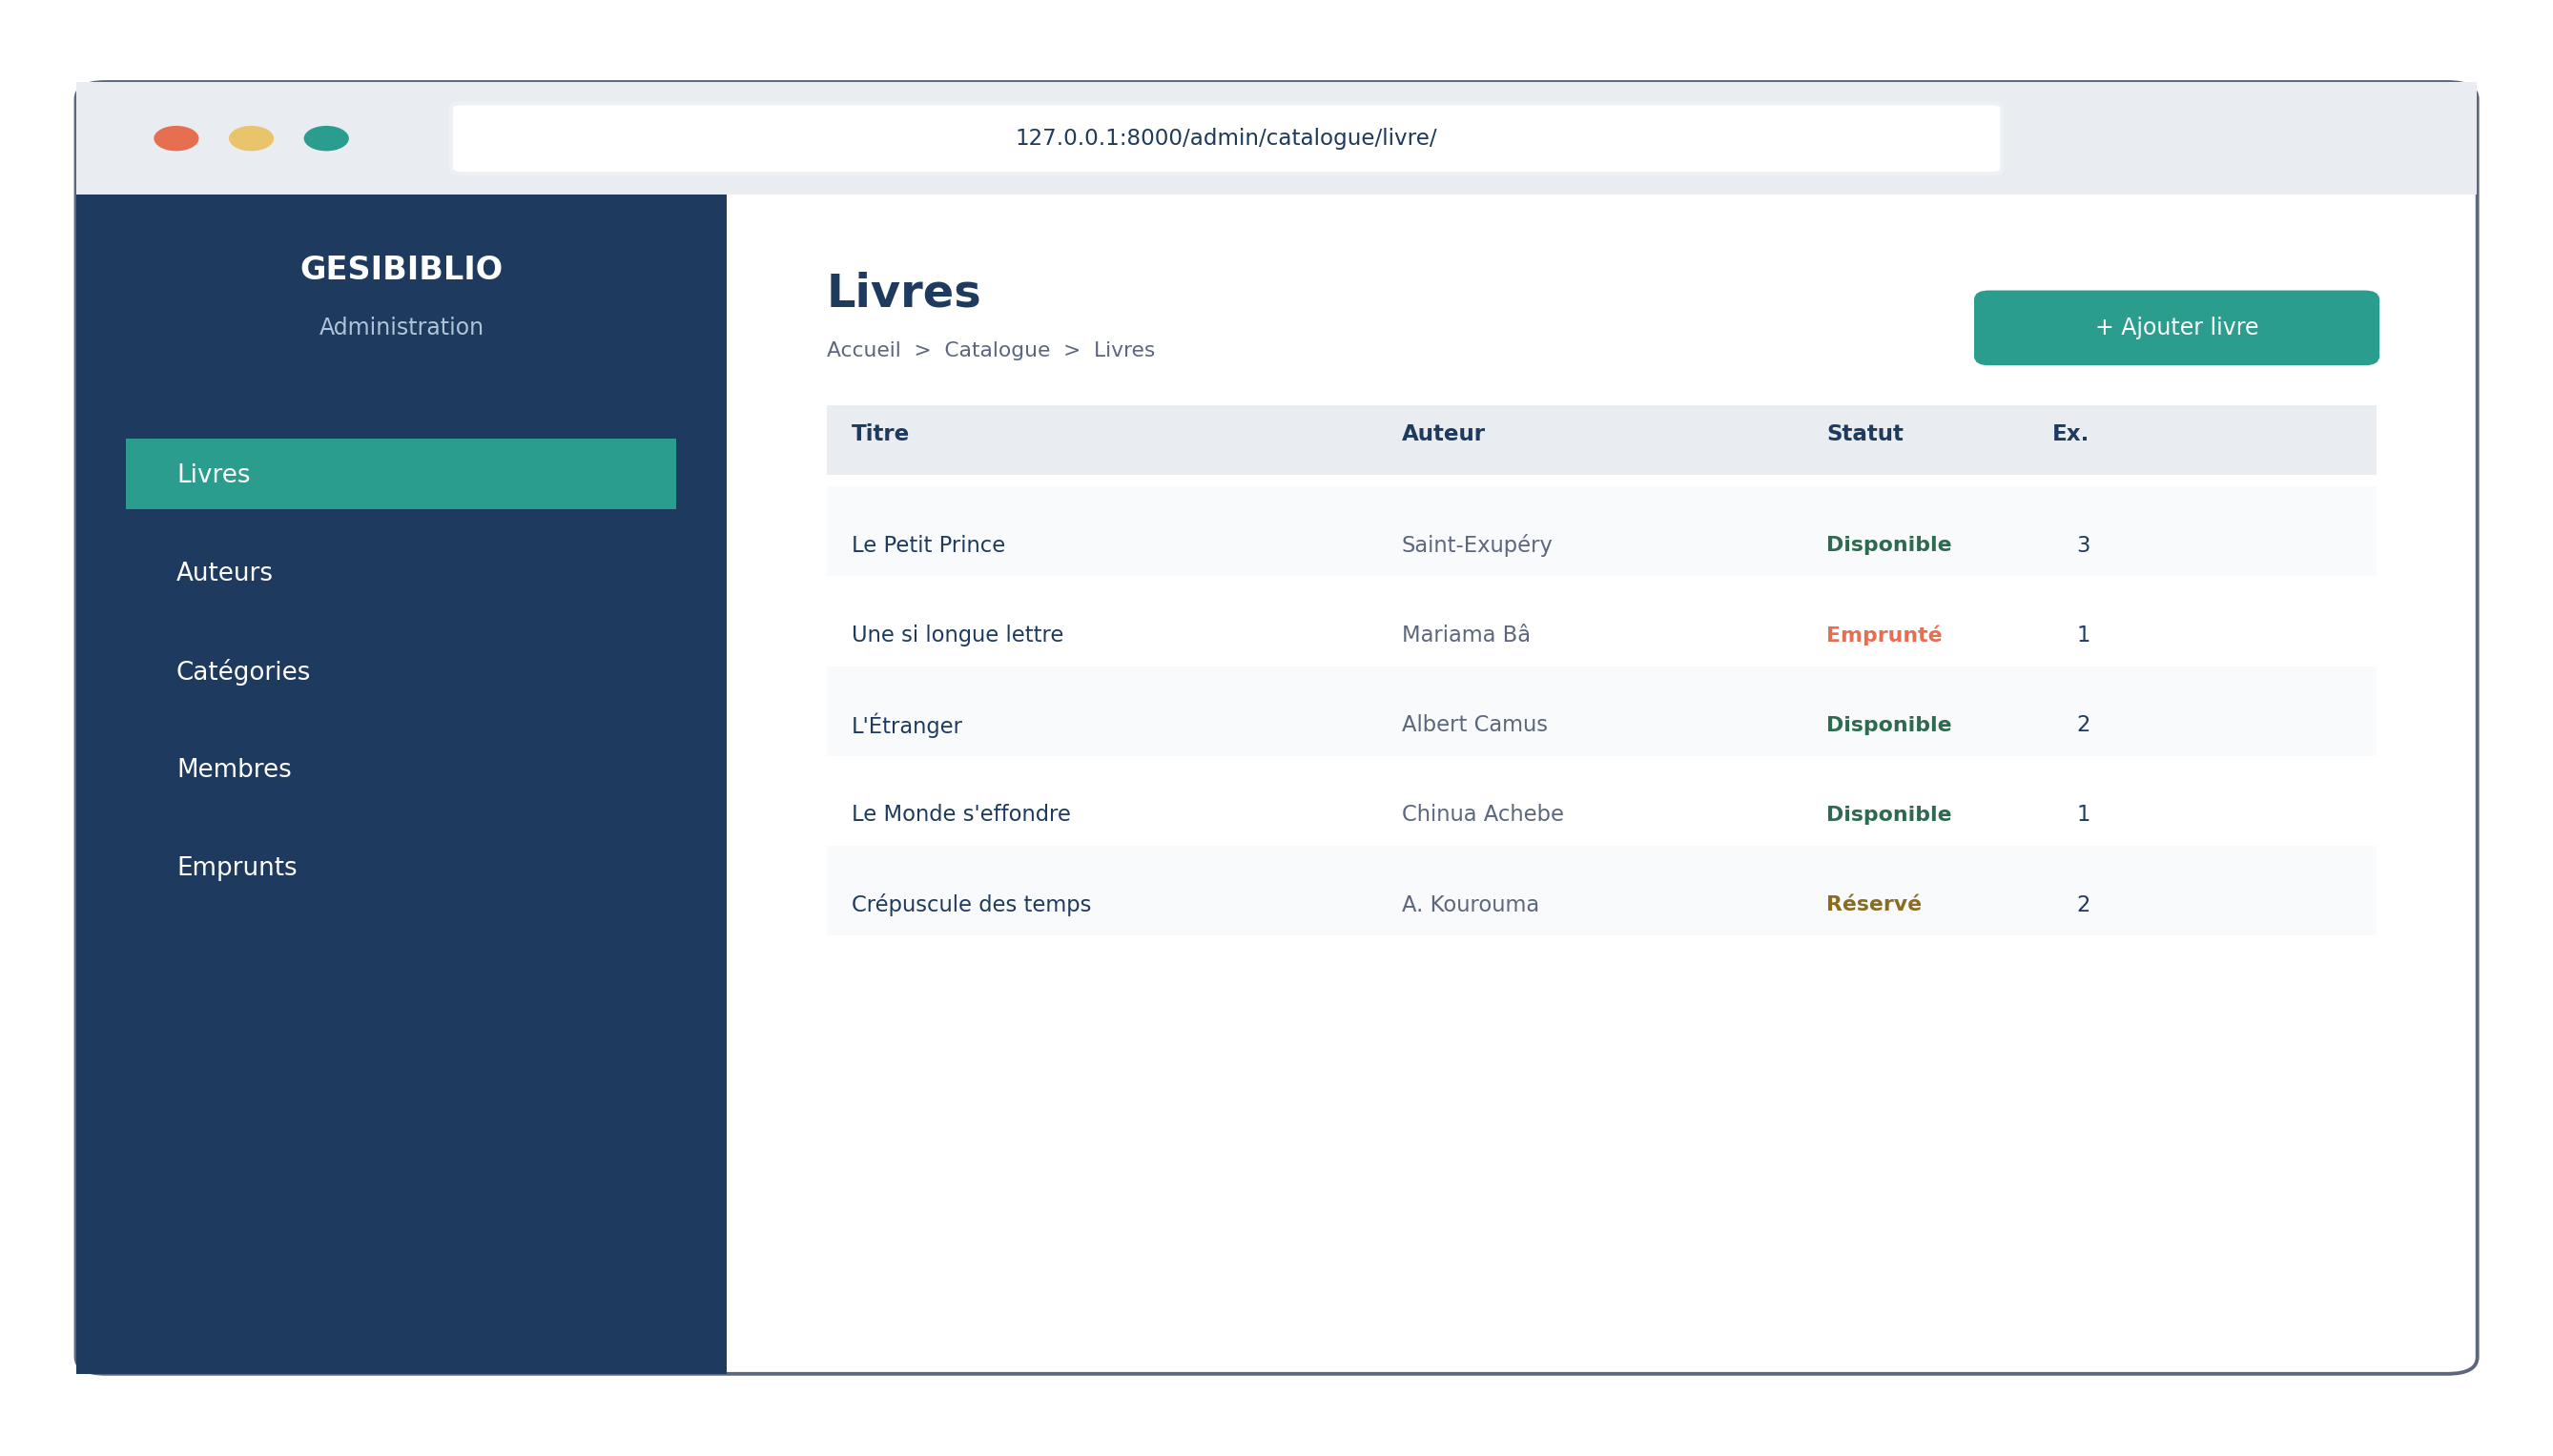 127.0.0.1:8000/admin/catalogue/livre/
GESIBIBLIO
Administration
Livres
Auteurs
Catégories
Membres
Emprunts
Livres
Accueil > Catalogue > Livres
+ Ajouter livre
Titre Auteur Statut Ex.
Le Petit Prince Saint-Exupéry Disponible 3
Une si longue lettre Mariama Bâ Emprunté 1
L'Étranger Albert Camus Disponible 2
Le Monde s'effondre Chinua Achebe Disponible 1
Crépuscule des temps A. Kourouma Réservé 2